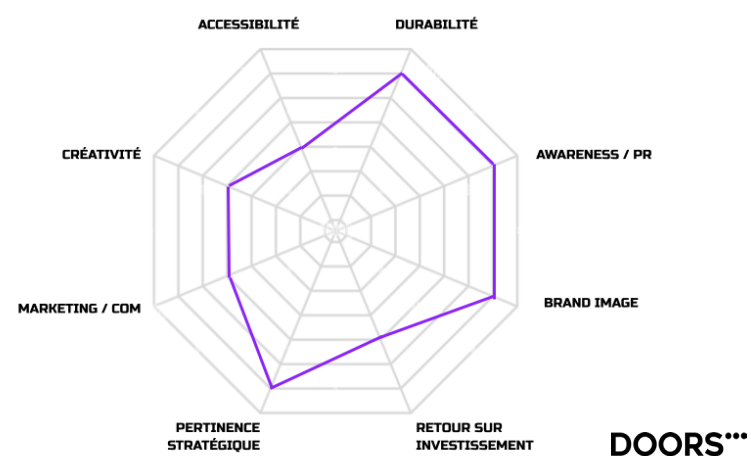 ACCESSIBILITÉ
DURABILITÉ
CRÉATIVITÉ
AWARENESS / PR
MARKETING / COM
BRAND IMAGE
PERTINENCE
STRATÉGIQUE
RETOUR SUR
INVESTISSEMENT
DOORS•••